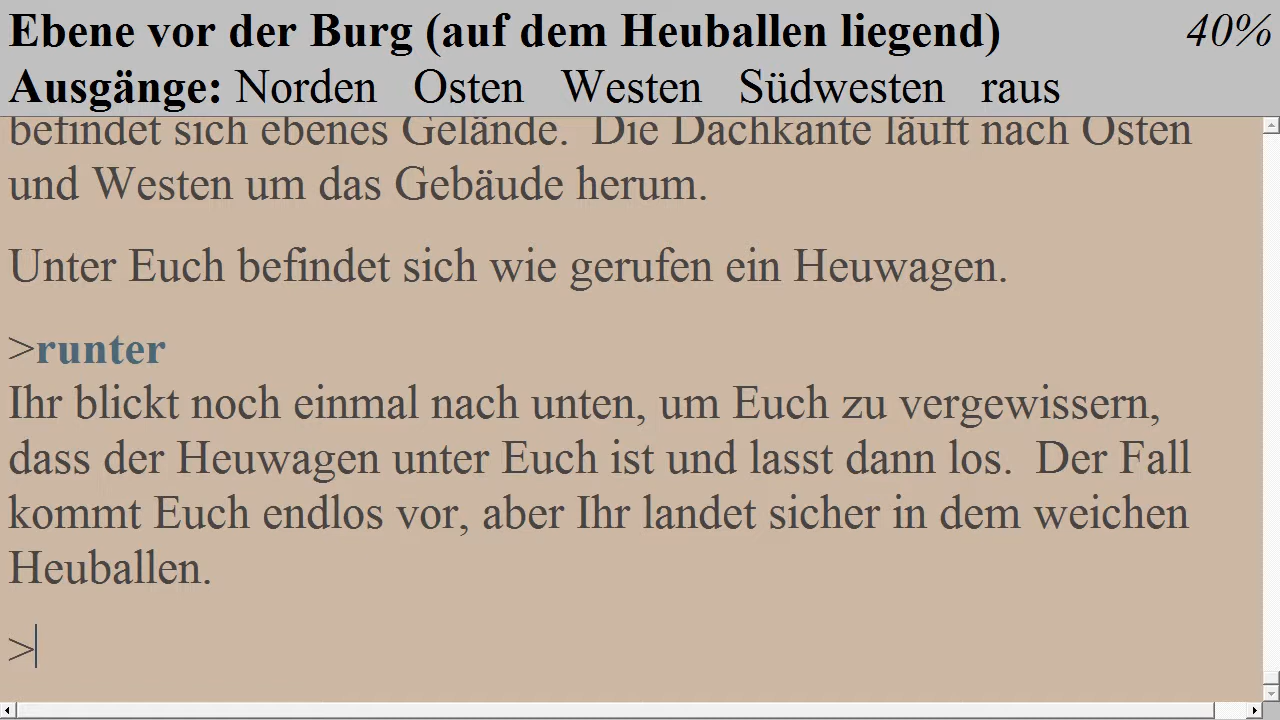 Ebene vor der Burg (auf dem Heuballen liegend) 40%
Ausgänge: Norden Osten Westen Südwesten raus
befindet sich ebenes Gelände. Die Dachkante läuft nach Osten
und Westen um das Gebäude herum.
Unter Euch befindet sich wie gerufen ein Heuwagen.
>runter
Ihr blickt noch einmal nach unten, um Euch zu vergewissern,
dass der Heuwagen unter Euch ist und lasst dann los. Der Fall
kommt Euch endlos vor, aber Ihr landet sicher in dem weichen
Heuballen.
>